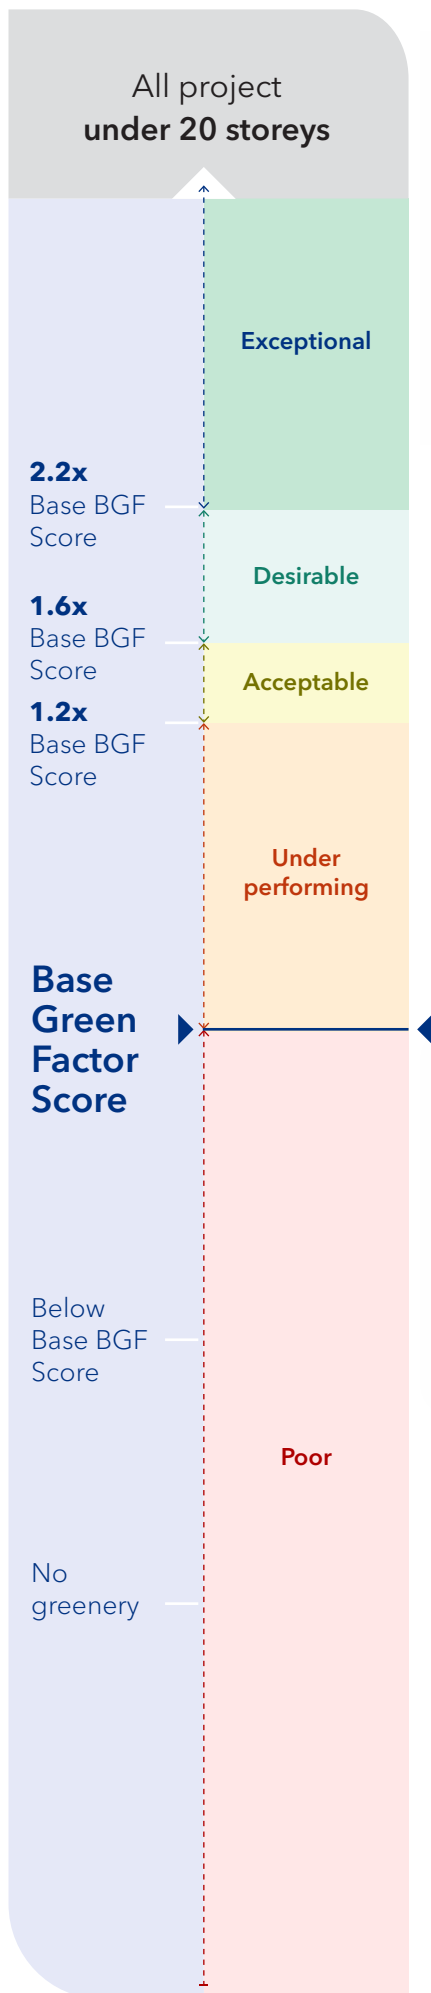 All project
under 20 storeys
Exceptional
2.2x
Base BGF
Score
Desirable
1.6x
Base BGF
Score
Acceptable
1.2x
Base BGF
Score
Under
performing
Base
Green
Factor
Score
Below
Base BGF
Score
Poor
No
greenery